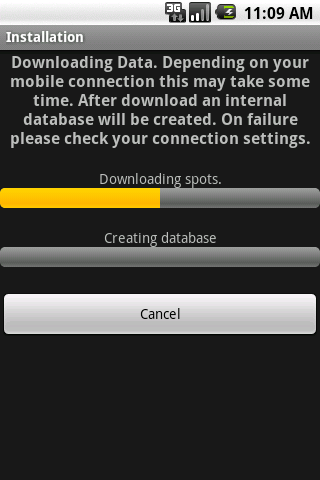 3G 11:09 AM
Installation
Downloading Data. Depending on your
mobile connection this may take some
time. After download an internal
database will be created. On failure
please check your connection settings.
Downloading spots.
Creating database
Cancel